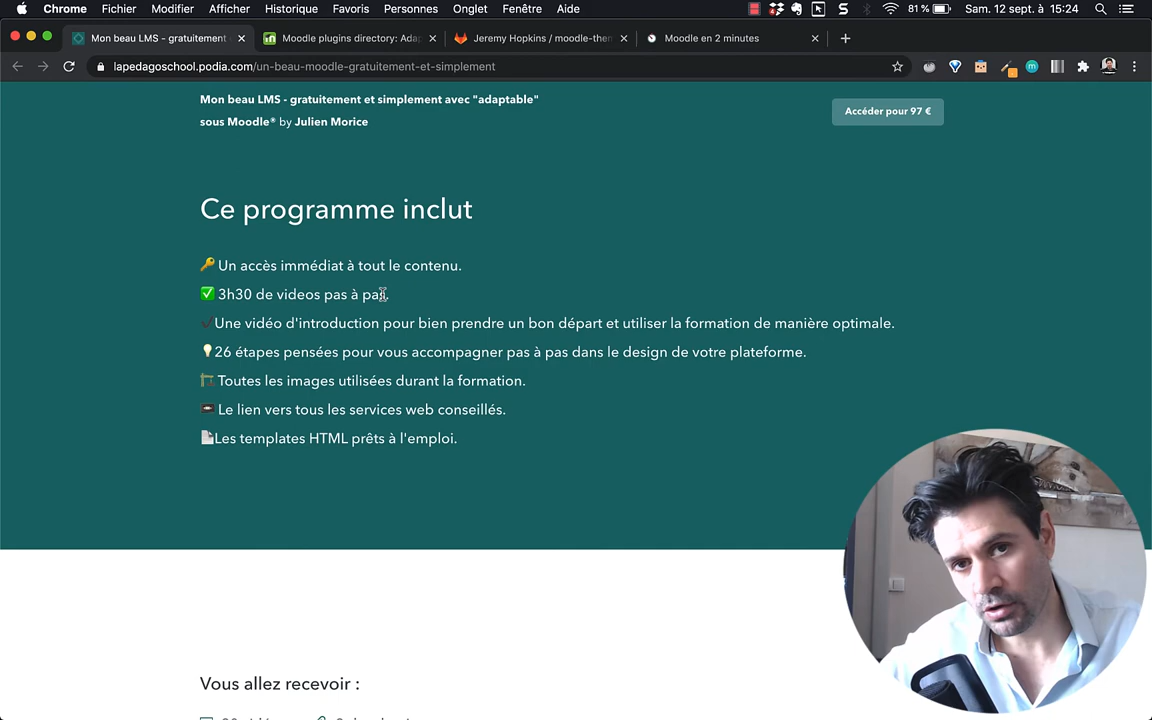 Chrome Fichier Modifier Afficher Historique Favoris Personnes Onglet Fenêtre Aide 81 % Sam. 12 sept. à 15:24
Mon beau LMS - gratuitement Moodle plugins directory: Ada Jeremy Hopkins / moodle-the Moodle en 2 minutes
lapedagoschool.podia.com/un-beau-moodle-gratuitement-et-simplement
Mon beau LMS - gratuitement et simplement avec "adaptable"
sous Moodle® by Julien Morice
Accéder pour 97 €
Ce programme inclut
🔑 Un accès immédiat à tout le contenu.
✅ 3h30 de videos pas à pas.
✔️Une vidéo d'introduction pour bien prendre un bon départ et utiliser la formation de manière optimale.
💡26 étapes pensées pour vous accompagner pas à pas dans le design de votre plateforme.
🏗️ Toutes les images utilisées durant la formation.
Le lien vers tous les services web conseillés.
📄Les templates HTML prêts à l'emploi.
Vous allez recevoir :